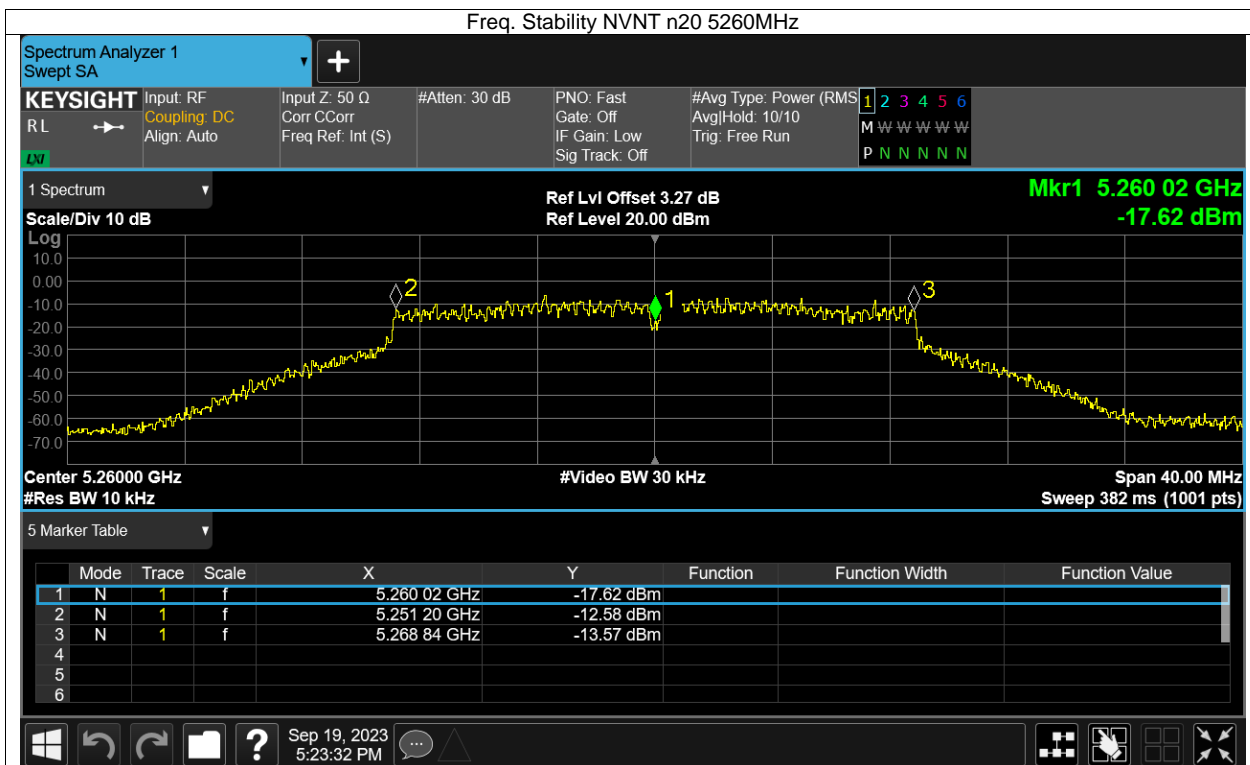 Freq. Stability NVNT n20 5260MHz
Spectrum Analyzer 1
Swept SA
+
KEYSIGHT Input: RF Input Z: 50 Ω #Atten: 30 dB PNO: Fast #Avg Type: Power (RMS 1 2 3 4 5 6
RL Coupling: DC Corr CCorr Gate: Off Avg|Hold: 10/10 M W W W W W
Align: Auto Freq Ref: Int (S) IF Gain: Low Trig: Free Run
LXI Sig Track: Off P N N N N N N
1 Spectrum Ref Lvl Offset 3.27 dB Mkr1 5.260 02 GHz
Scale/Div 10 dB Ref Level 20.00 dBm -17.62 dBm
Log
10.0
0.00
-10.0
-20.0
-30.0
-40.0
-50.0
-60.0
-70.0
2
1
3
Center 5.26000 GHz #Video BW 30 kHz Span 40.00 MHz
#Res BW 10 kHz Sweep 382 ms (1001 pts)
5 Marker Table
Mode Trace Scale X Y Function Function Width Function Value
1 N 1 f 5.260 02 GHz -17.62 dBm
2 N 1 f 5.251 20 GHz -12.58 dBm
3 N 1 f 5.268 84 GHz -13.57 dBm
4
5
6
? Sep 19, 2023
5:23:32 PM